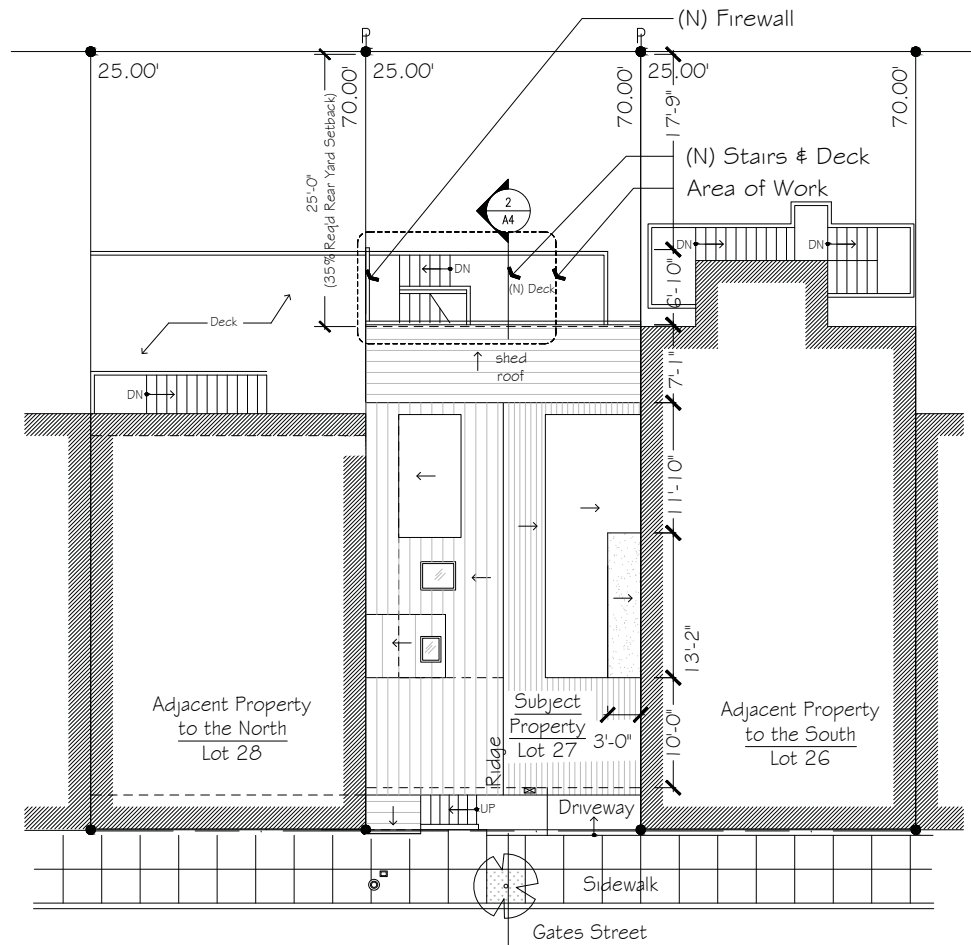 (N) Firewall
P
P
25.00'
25.00'
25.00'
70.00'
70.00'
70.00'
25'-0"
(35% Req'd Rear Yard Setback)
17'-9"
(N) Stairs & Deck
Area of Work
2
A4
DN
(N) Deck
DN
DN
6'-10"
Deck
shed
roof
7'-1"
DN
11'-10"
13'-2"
Adjacent Property
to the North
Lot 28
Subject
Property
Lot 27
3'-0"
Adjacent Property
to the South
Lot 26
10'-0"
Ridge
UP
Driveway
Sidewalk
Gates Street